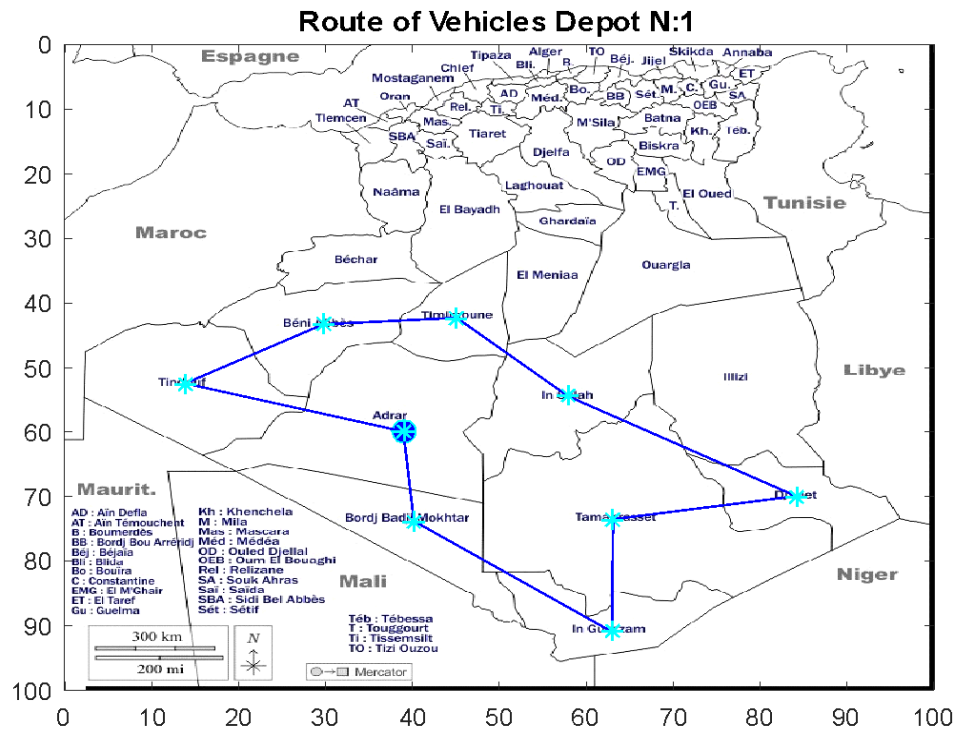 Route of Vehicles Depot N:1
0
10
20
30
40
50
60
70
80
90
100
0 10 20 30 40 50 60 70 80 90 100
Espagne
Maroc
Tunisie
Libye
Maurit.
Mali
Niger
Tipaza
Alger
TO
Skikda
Annaba
Chlef
Bli.
B.
Béj.
Jijel
ET
Mostaganem
AD
Méd.
Bo.
BB
Sét.
M.
C.
Gu.
SA
Oran
Rel.
Ti.
OEB
AT
Tlemcen
Mas.
M'Sila
Batna
Kh.
Téb.
SBA
Saï.
Tiaret
Djelfa
Biskra
OD
EMG
Naâma
Laghouat
El Oued
T.
El Bayadh
Ghardaïa
Béchar
El Meniaa
Ouargla
Béni Abbès
Timimoune
Tindouf
In Salah
Illizi
Adrar
Djanet
Bordj Badji Mokhtar
Tamanrasset
In Guezzam
AD : Aïn Defla
AT : Aïn Témouchent
B : Boumerdès
BB : Bordj Bou Arréridj
Béj : Béjaïa
Bli : Blida
Bo : Bouira
C : Constantine
EMG : El M'Ghair
ET : El Taref
Gu : Guelma
Kh : Khenchela
M : Mila
Mas : Mascara
Méd : Médéa
OD : Ouled Djellal
OEB : Oum El Bouaghi
Rel : Relizane
SA : Souk Ahras
Saï : Saïda
SBA : Sidi Bel Abbès
Sét : Sétif
Téb : Tébessa
T : Touggourt
Ti : Tissemsilt
TO : Tizi Ouzou
300 km
200 mi
N
Mercator